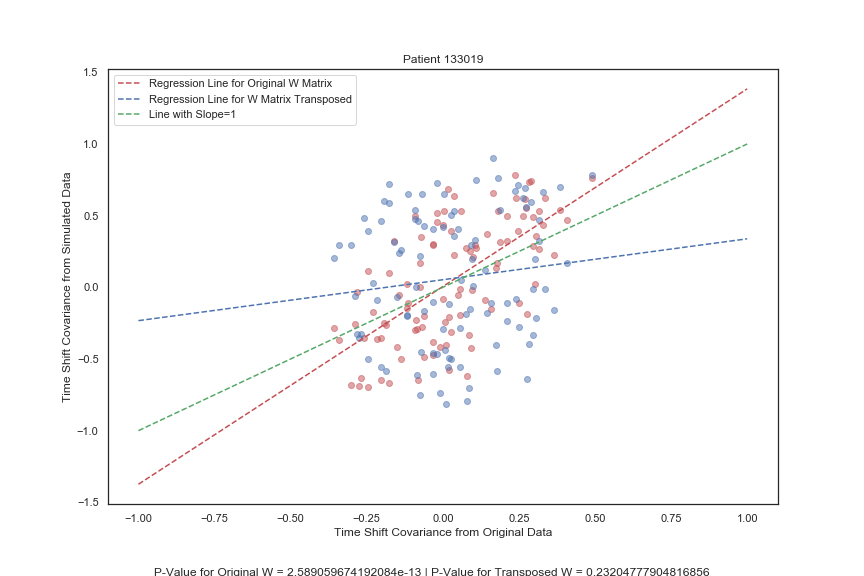 Patient 133019
Regression Line for Original W Matrix
Regression Line for W Matrix Transposed
Line with Slope=1
1.5
1.0
0.5
0.0
−0.5
−1.0
−1.5
Time Shift Covariance from Simulated Data
−1.00 −0.75 −0.50 −0.25 0.00 0.25 0.50 0.75 1.00
Time Shift Covariance from Original Data
P-Value for Original W = 2.589059674192084e-13 | P-Value for Transposed W = 0.23204777904816856